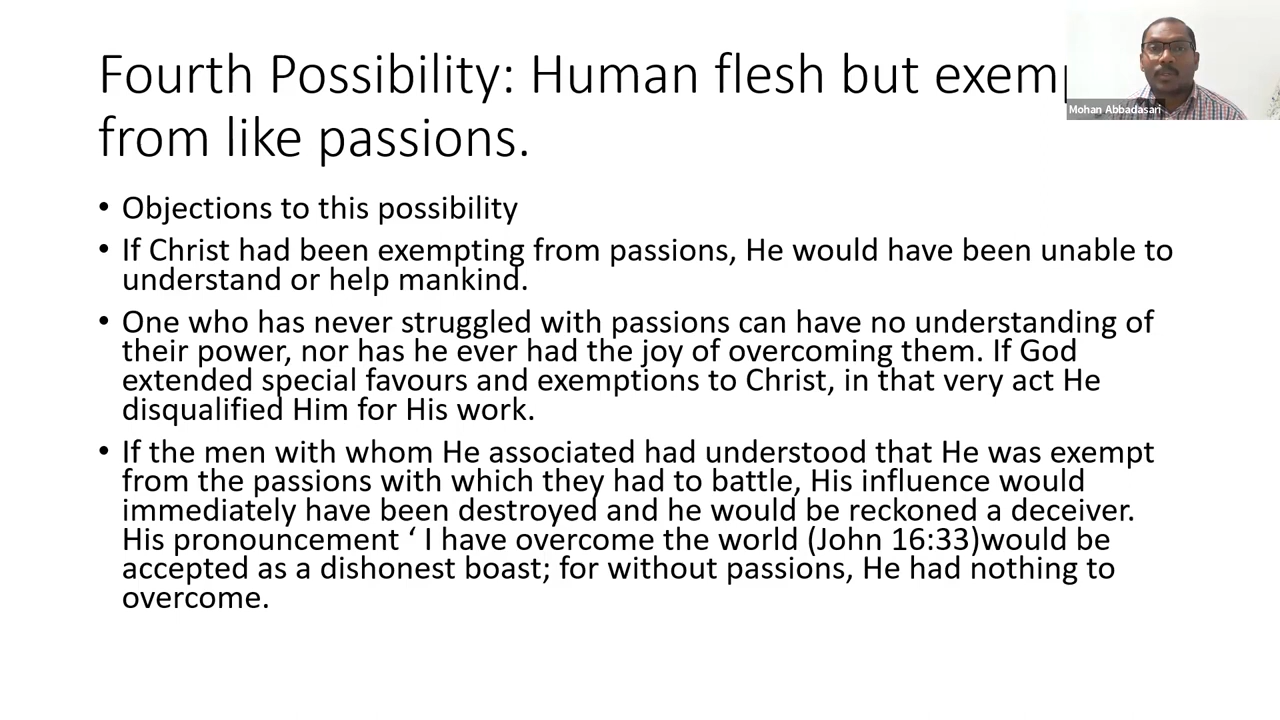 Fourth Possibility: Human flesh but exemp
from like passions.
Mohan Abbadasari
• Objections to this possibility
• If Christ had been exempting from passions, He would have been unable to
understand or help mankind.
• One who has never struggled with passions can have no understanding of
their power, nor has he ever had the joy of overcoming them. If God
extended special favours and exemptions to Christ, in that very act He
disqualified Him for His work.
• If the men with whom He associated had understood that He was exempt
from the passions with which they had to battle, His influence would
immediately have been destroyed and he would be reckoned a deceiver.
His pronouncement ‘ I have overcome the world (John 16:33)would be
accepted as a dishonest boast; for without passions, He had nothing to
overcome.